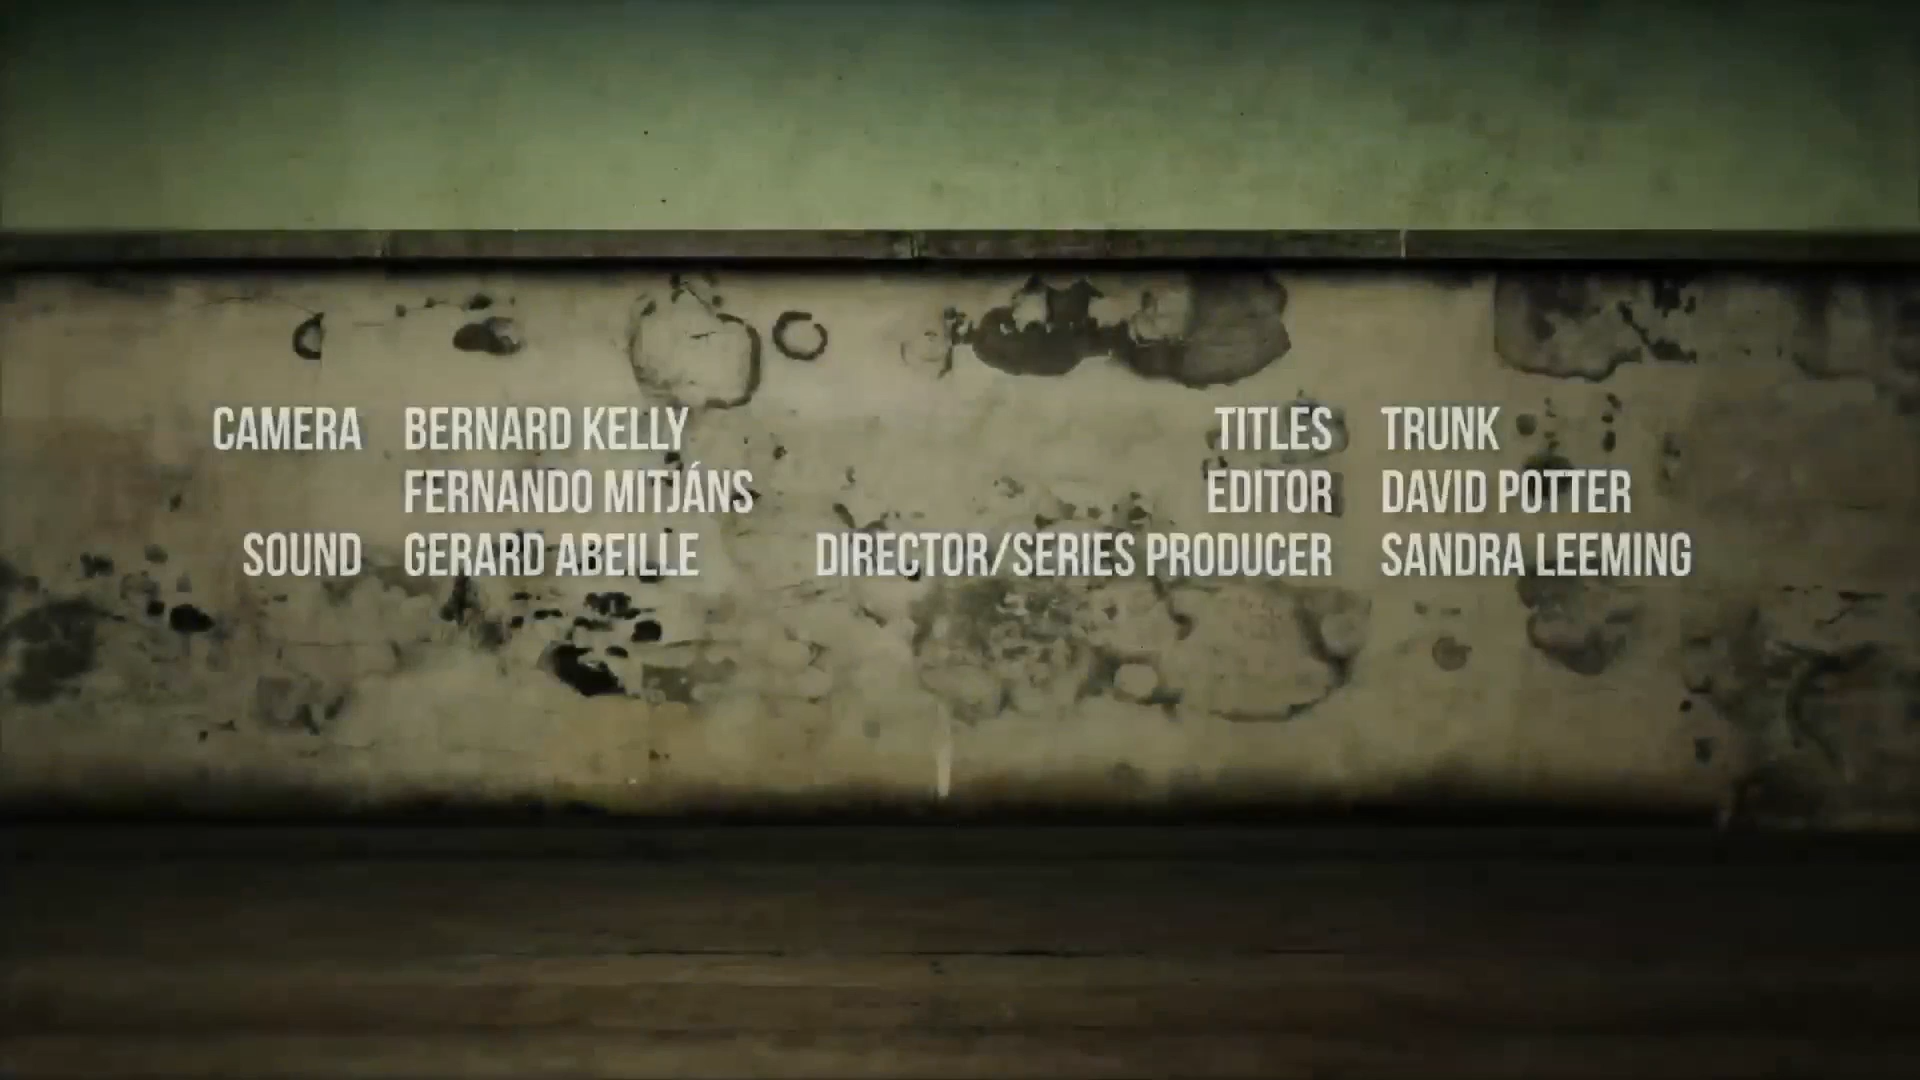 CAMERA BERNARD KELLY
FERNANDO MITJÁNS
SOUND GERARD ABEILLE
TITLES TRUNK
EDITOR DAVID POTTER
DIRECTOR/SERIES PRODUCER SANDRA LEEMING